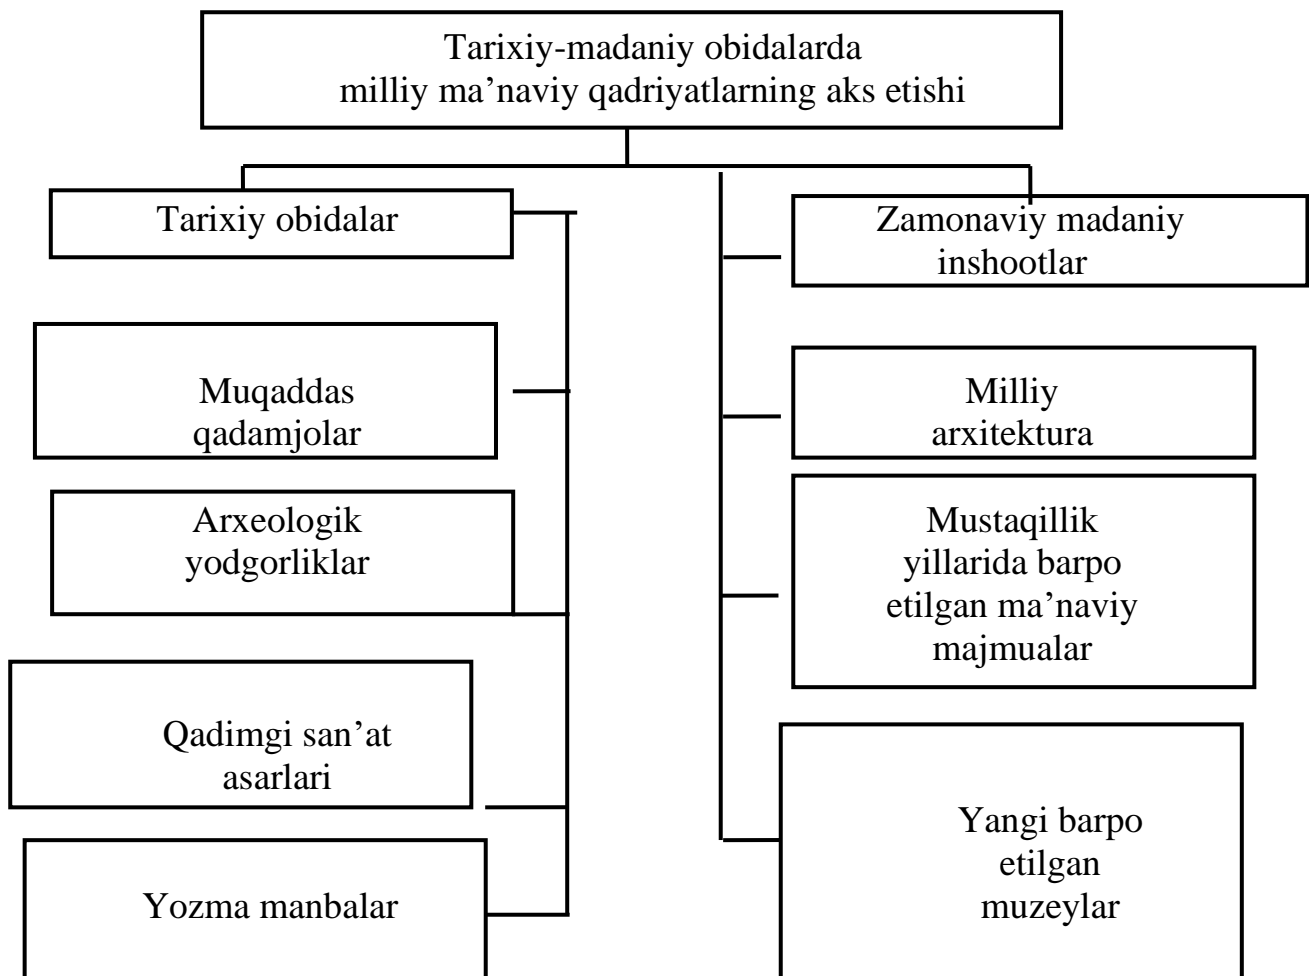 Tarixiy-madaniy obidalarda
milliy ma’naviy qadriyatlarning aks etishi
Tarixiy obidalar
Muqaddas
qadamjolar
Arxeologik
yodgorliklar
Qadimgi san’at
asarlari
Yozma manbalar
Zamonaviy madaniy
inshootlar
Milliy
arxitektura
Mustaqillik
yillarida barpo
etilgan ma’naviy
majmualar
Yangi barpo
etilgan
muzeylar